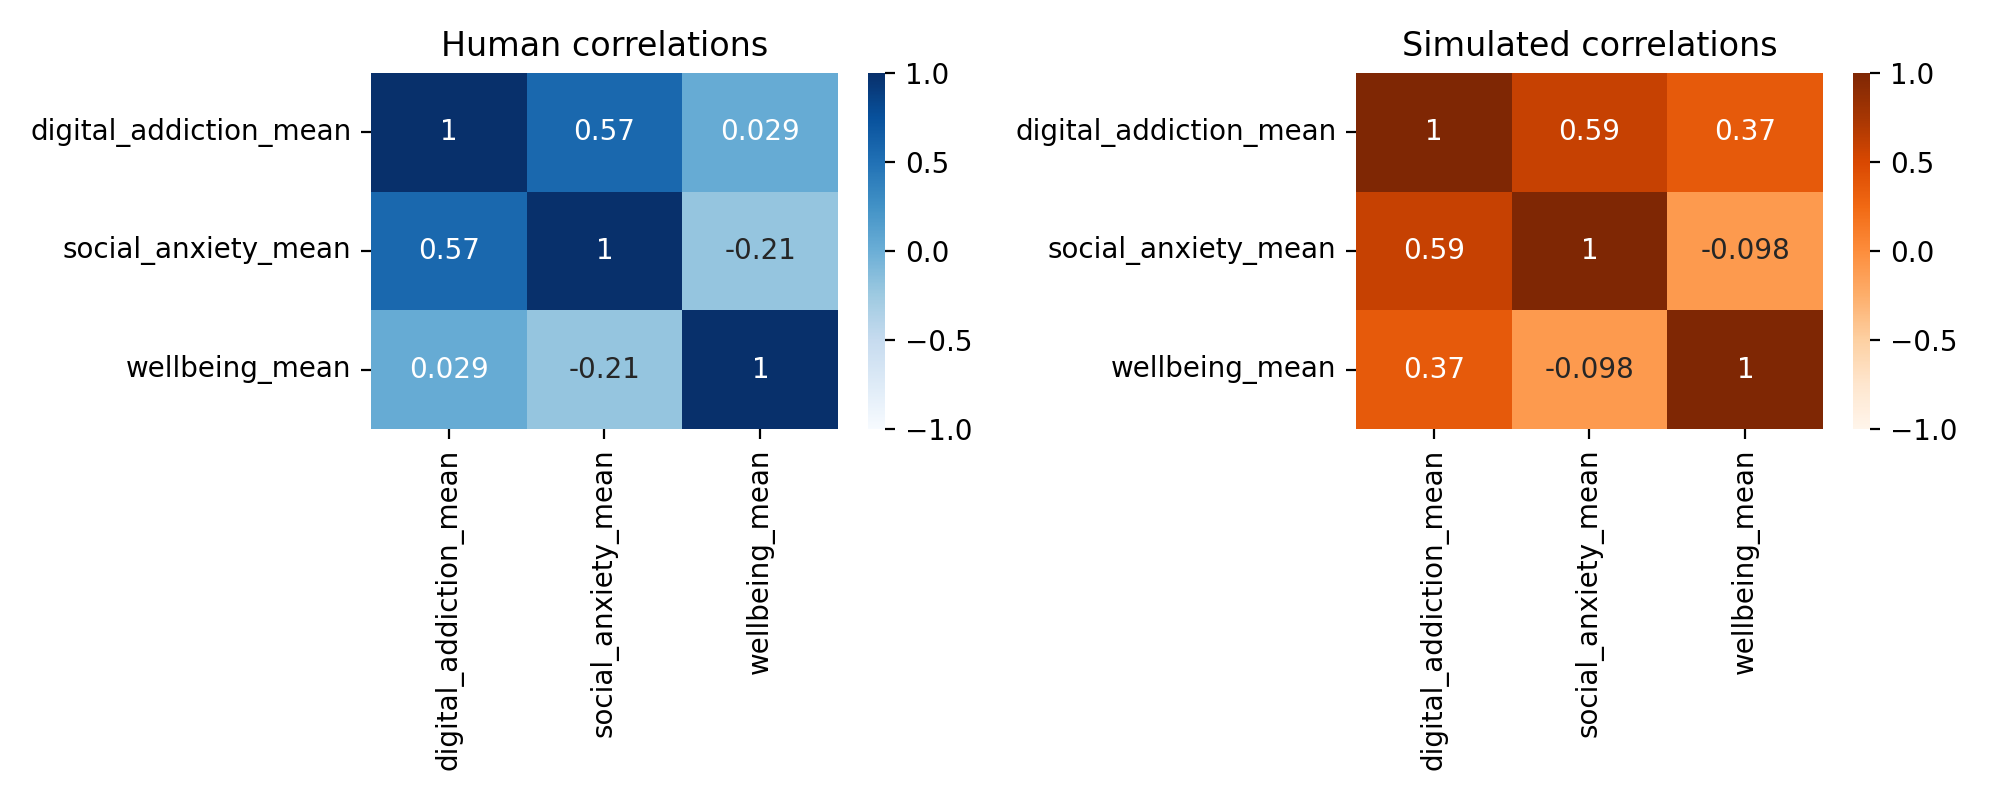 Human correlations
digital_addiction_mean
social_anxiety_mean
wellbeing_mean
1 0.57 0.029
0.57 1 -0.21
0.029 -0.21 1
1.0
0.5
0.0
−0.5
−1.0
digital_addiction_mean
social_anxiety_mean
wellbeing_mean
Simulated correlations
digital_addiction_mean
social_anxiety_mean
wellbeing_mean
1 0.59 0.37
0.59 1 -0.098
0.37 -0.098 1
1.0
0.5
0.0
−0.5
−1.0
digital_addiction_mean
social_anxiety_mean
wellbeing_mean